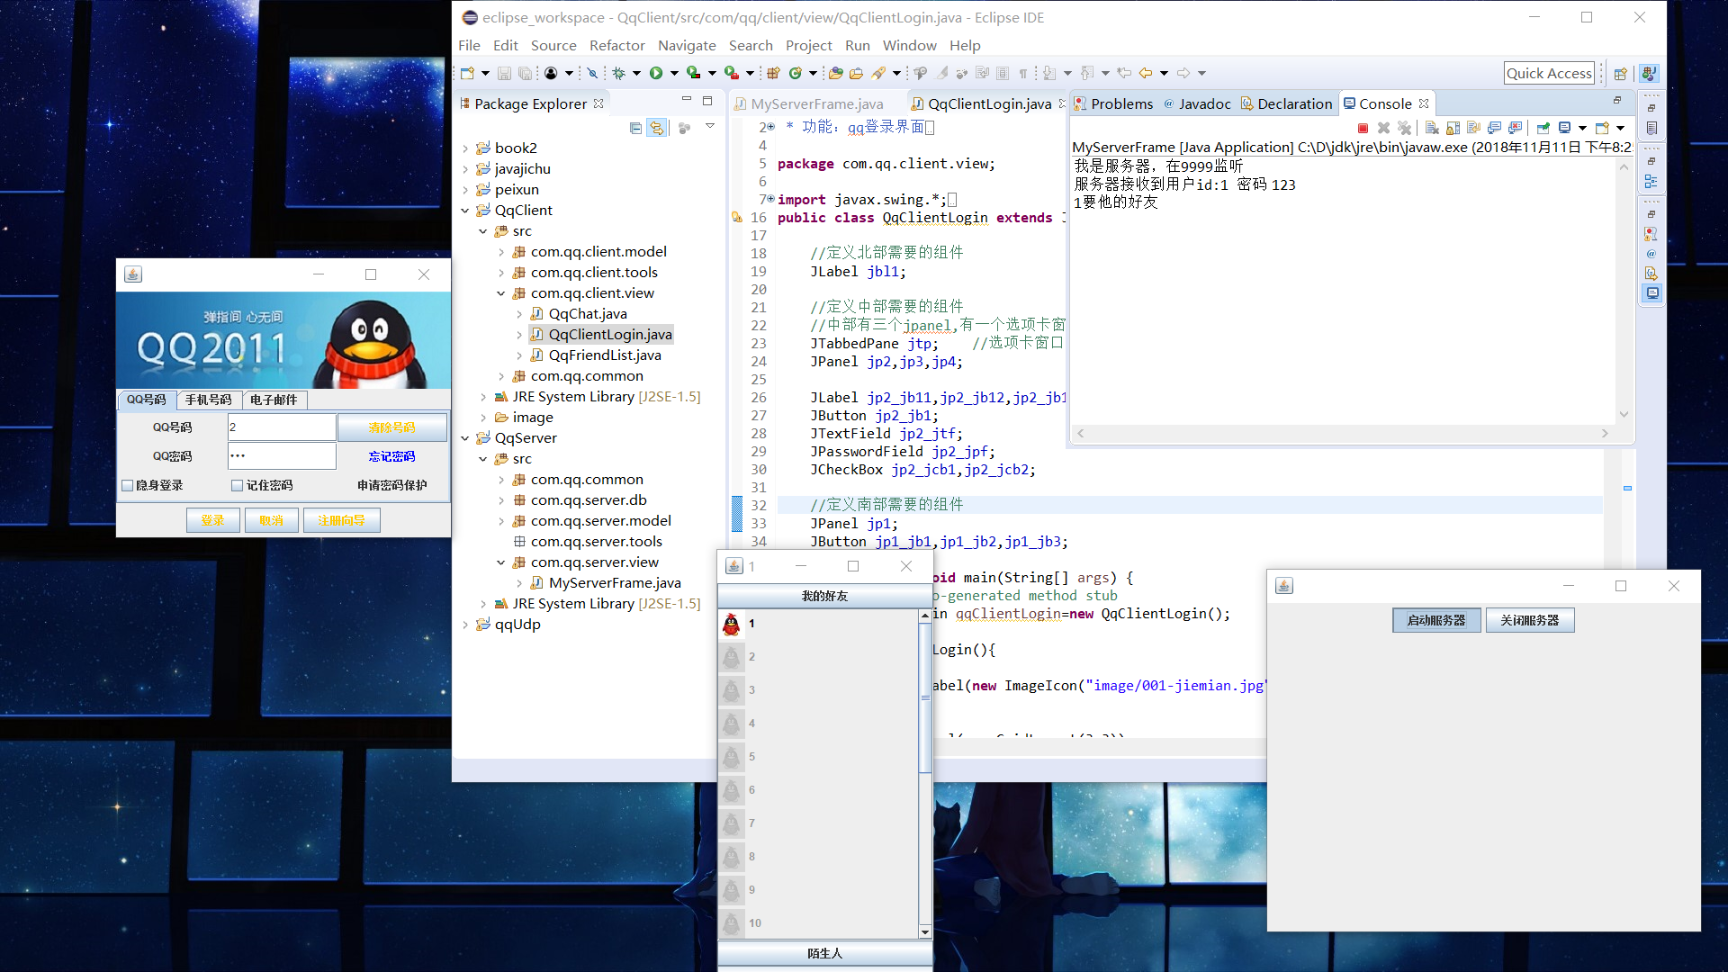 eclipse_workspace - QqClient/src/com/qq/client/view/QqClientLogin.java - Eclipse IDE
File Edit Source Refactor Navigate Search Project Run Window Help
Quick Access
Package Explorer
book2
javajichu
peixun
QqClient
src
com.qq.client.model
com.qq.client.tools
com.qq.client.view
QqChat.java
QqClientLogin.java
QqFriendList.java
com.qq.common
JRE System Library [J2SE-1.5]
image
QqServer
src
com.qq.common
com.qq.server.db
com.qq.server.model
com.qq.server.tools
com.qq.server.view
MyServerFrame.java
JRE System Library [J2SE-1.5]
qqUdp
MyServerFrame.java QqClientLogin.java
2 * 功能：qq登录界面
4
5 package com.qq.client.view;
6
7 import javax.swing.*;
16 public class QqClientLogin extends J
17
18 //定义北部需要的组件
19 JLabel jbl1;
20
21 //定义中部需要的组件
22 //中部有三个jpanel,有一个选项卡窗
23 JTabbedPane jtp; //选项卡窗口
24 JPanel jp2,jp3,jp4;
25
26 JLabel jp2_jb11,jp2_jb12,jp2_jb1
27 JButton jp2_jb1;
28 JTextField jp2_jtf;
29 JPasswordField jp2_jpf;
30 JCheckBox jp2_jcb1,jp2_jcb2;
31
32 //定义南部需要的组件
33 JPanel jp1;
34 JButton jp1_jb1,jp1_jb2,jp1_jb3;
oid main(String[] args) {
o-generated method stub
in qqClientLogin=new QqClientLogin();
Login(){
abel(new ImageIcon("image/001-jiemian.jpg"
Problems Javadoc Declaration Console
MyServerFrame [Java Application] C:\D\jdk\jre\bin\javaw.exe (2018年11月11日 下午8:2
我是服务器，在9999监听
服务器接收到用户id:1 密码 123
1要他的好友
弹指间 心无间
QQ2011
QQ号码 手机号码 电子邮件
QQ号码 2 清除号码
QQ密码 ••• 忘记密码
隐身登录 记住密码 申请密码保护
登录 取消 注册向导
1
我的好友
1
2
3
4
5
6
7
8
9
10
陌生人
启动服务器 关闭服务器